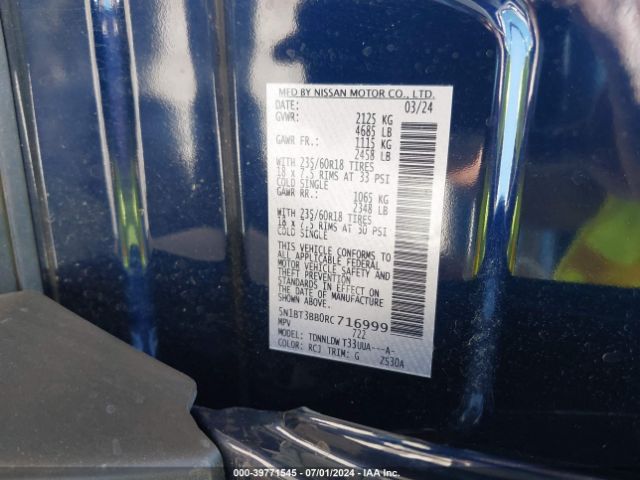 MFD BY NISSAN MOTOR CO., LTD.
DATE: 03/24
GVWR: 2125 KG
4685 LB
GAWR FR.: 1115 KG
2458 LB
WITH 235/60R18 TIRES
18 x 7.5 RIMS AT 33 PSI
COLD SINGLE
GAWR RR.: 1065 KG
2348 LB
WITH 235/60R18 TIRES
18 x 7.5 RIMS AT 30 PSI
COLD SINGLE
THIS VEHICLE CONFORMS TO
ALL APPLICABLE FEDERAL
MOTOR VEHICLE SAFETY AND
THEFT PREVENTION
STANDARDS IN EFFECT ON
THE DATE OF MANUFACTURE
SHOWN ABOVE.
5N1BT3BB0RC716999
MPV 722
MODEL: TDNNLDW T33UUA---A-
COLOR: RCJ TRIM: G 2S30A
39771545 - 07/01/2024 - IAA Inc.